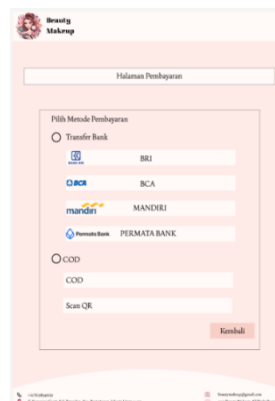 Beauty
Makeup
Halaman Pembayaran
Pilih Metode Pembayaran
Transfer Bank
BRI
BCA
BCA
mandiri
MANDIRI
PermataBank
PERMATA BANK
COD
COD
Scan QR
Kembali